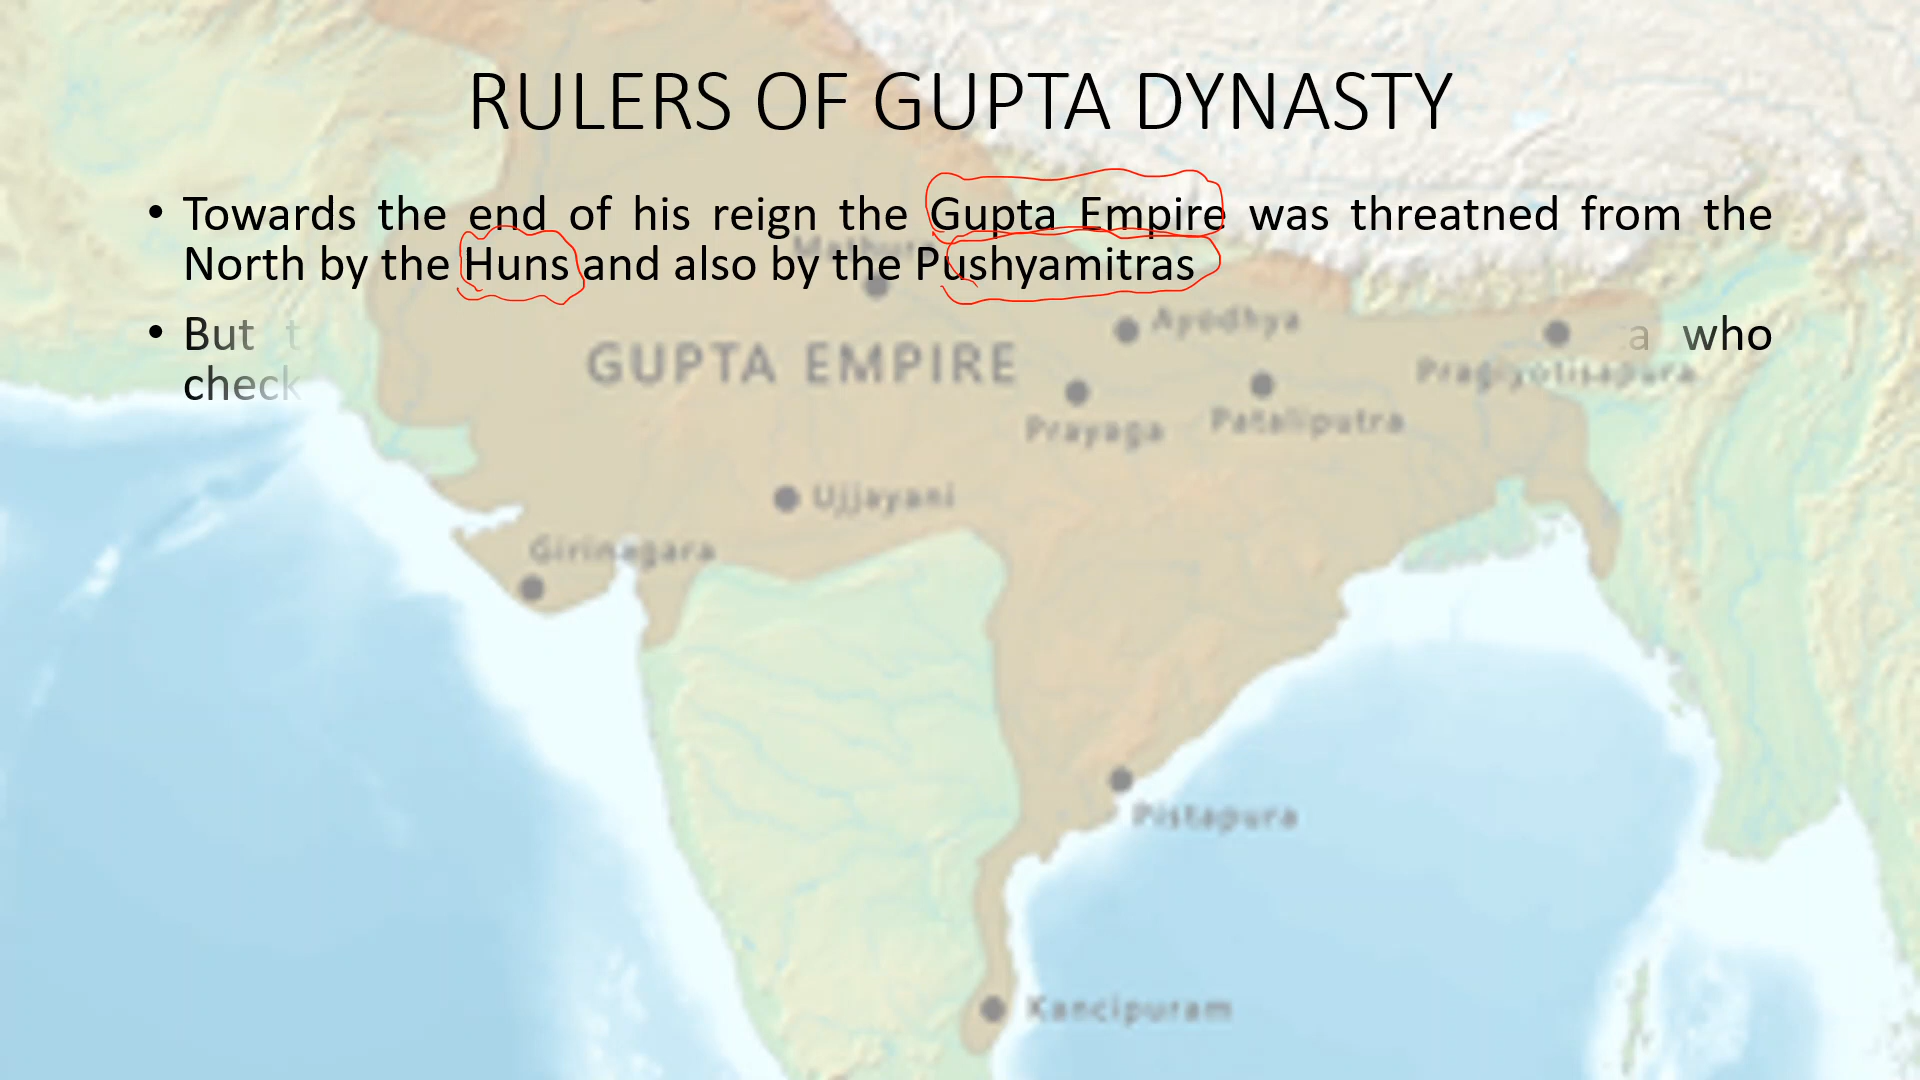 RULERS OF GUPTA DYNASTY
• Towards the end of his reign the Gupta Empire was threatned from the
North by the Huns and also by the Pushyamitras
• But t a who
check
Mathura
Ayodhya
GUPTA EMPIRE
Pragiyotisapura
Prayaga
Pataliputra
Ujjayani
Girinagara
Pistapura
Kancipuram